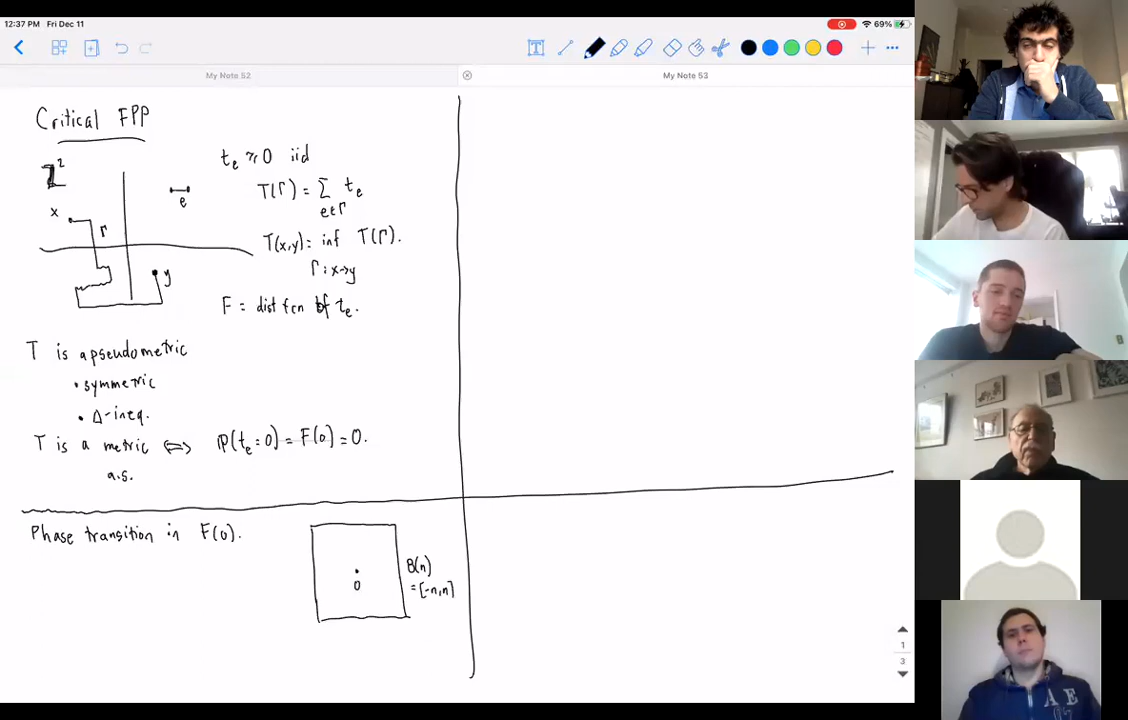 12:37 PM Fri Dec 11
69%
My Note 52
My Note 53
Critical FPP
ℤ²
x
Γ
y
e
t_e ≥ 0 iid
T(Γ) = Σ_{e∈Γ} t_e
T(x,y) = inf_{Γ:x→y} T(Γ).
F = dist fcn of t_e.
T is a pseudometric
• symmetric
• Δ-ineq.
T is a metric ⇔ ℙ(t_e = 0) = F(0) = 0.
a.s.
Phase transition in F(0).
0
B(n)
= [-n,n]
1
3
A E